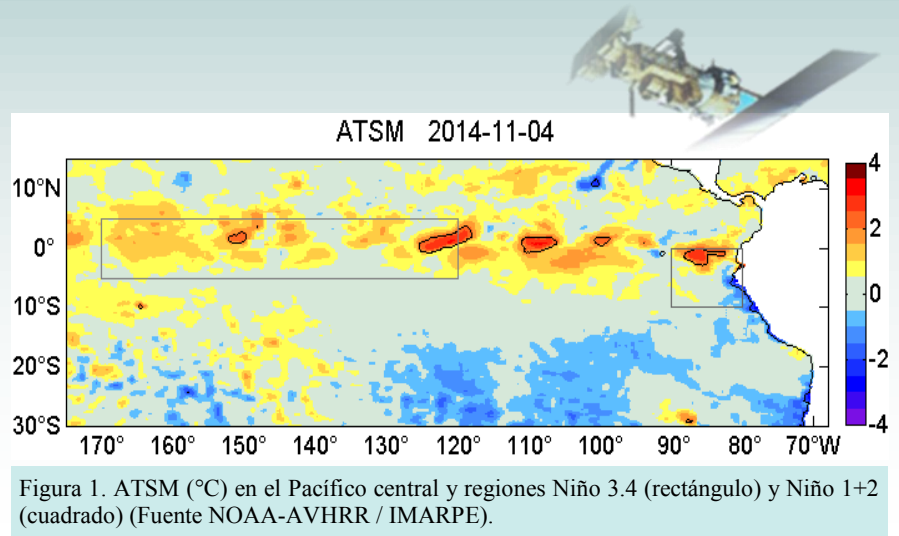 ATSM 2014-11-04
4
10°N
2
0°
0
10°S
-2
20°S
30°S
-4
170° 160° 150° 140° 130° 120° 110° 100° 90° 80° 70°W
Figura 1. ATSM (°C) en el Pacífico central y regiones Niño 3.4 (rectángulo) y Niño 1+2
(cuadrado) (Fuente NOAA-AVHRR / IMARPE).